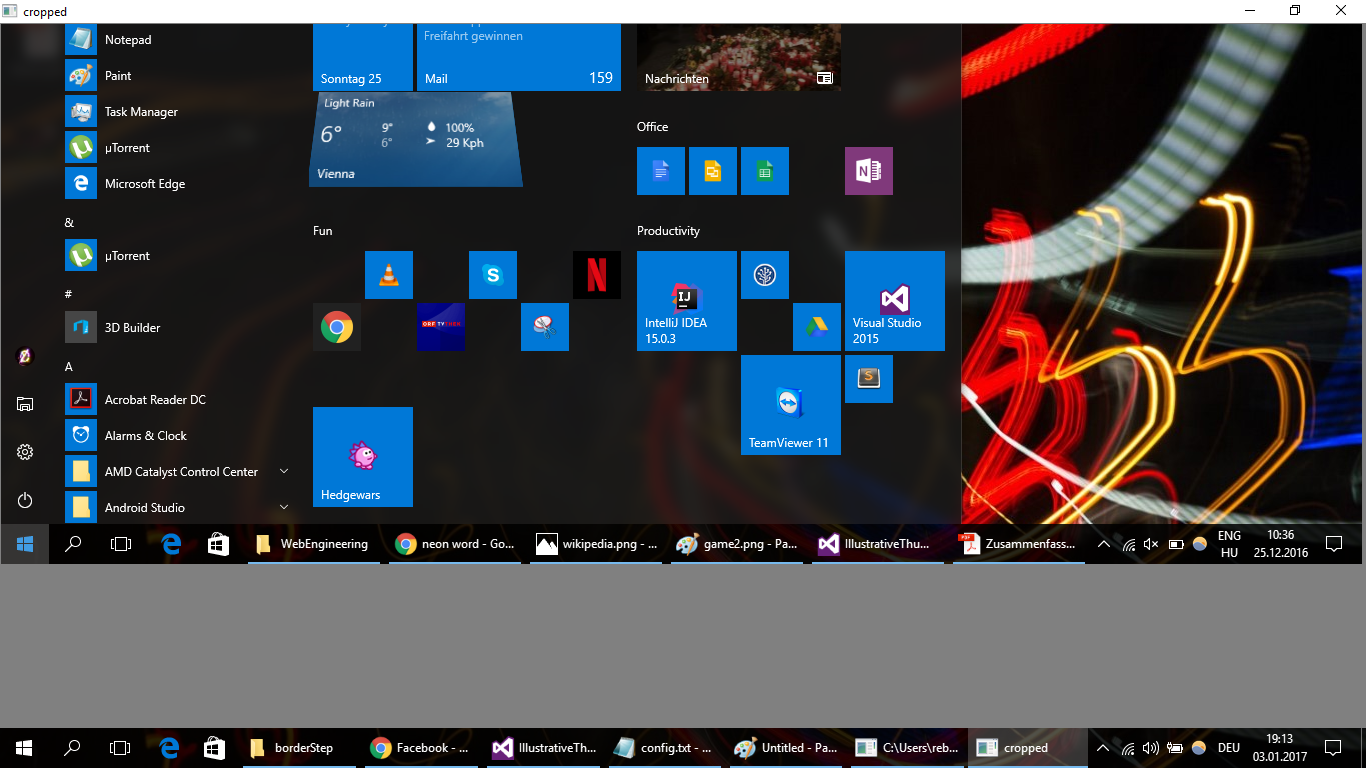 cropped
Notepad
Paint
Task Manager
µTorrent
Microsoft Edge
&
µTorrent
#
3D Builder
A
Acrobat Reader DC
Alarms & Clock
AMD Catalyst Control Center
Android Studio
Freifahrt gewinnen
Sonntag 25
Mail
159
Nachrichten
Light Rain
6°
9°
6°
100%
29 Kph
Vienna
Office
N
Fun
S
N
ORF TVTHEK
Hedgewars
Productivity
IJ
IntelliJ IDEA
15.0.3
Visual Studio
2015
S
TeamViewer 11
WebEngineering
neon word - Go...
wikipedia.png - ...
game2.png - Pa...
IllustrativeThu...
PDF
Zusammenfass...
ENG
HU
10:36
25.12.2016
borderStep
Facebook - ...
IllustrativeTh...
config.txt - ...
Untitled - Pa...
C:\Users\reb...
cropped
DEU
19:13
03.01.2017